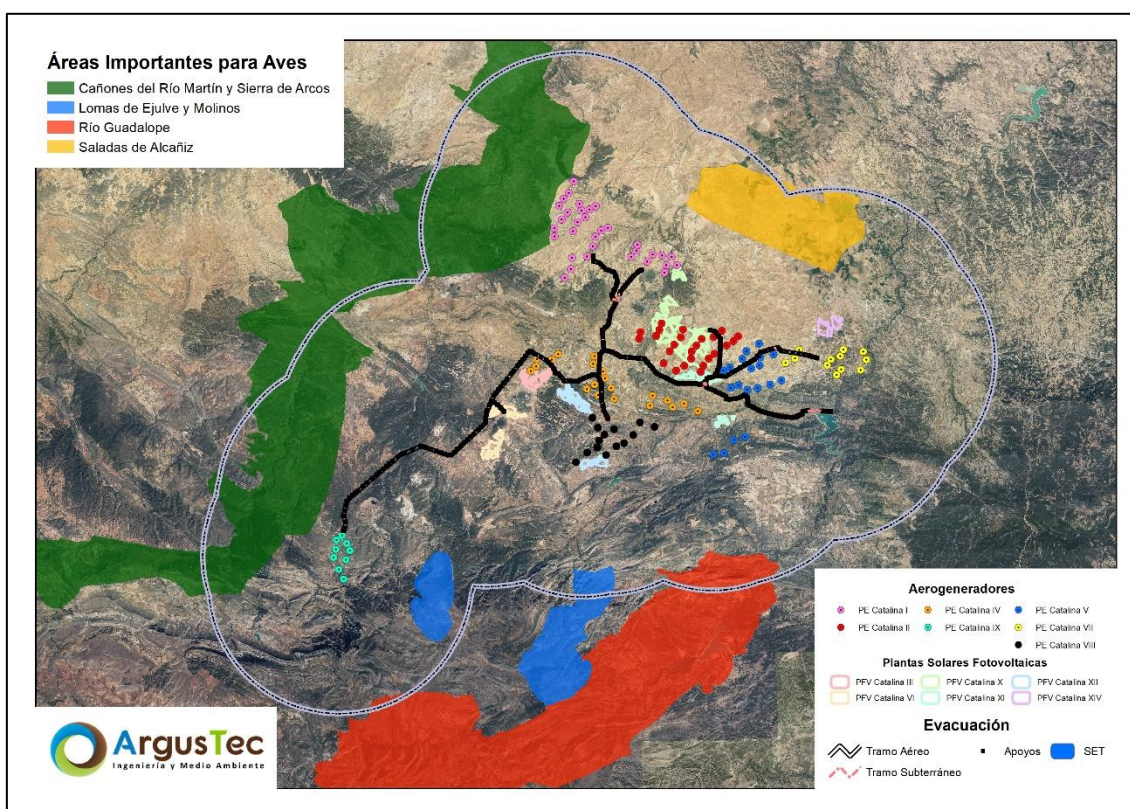 Áreas Importantes para Aves
Cañones del Río Martín y Sierra de Arcos
Lomas de Ejulve y Molinos
Río Guadalope
Saladas de Alcañiz
Aerogeneradores
PE Catalina I PE Catalina IV PE Catalina V
PE Catalina II PE Catalina IX PE Catalina VII
PE Catalina VIII
Plantas Solares Fotovoltaicas
PFV Catalina III PFV Catalina X PFV Catalina XII
PFV Catalina VI PFV Catalina XI PFV Catalina XIV
Evacuación
Tramo Aéreo Apoyos SET
Tramo Subterráneo
ArgusTec
Ingeniería y Medio Ambiente